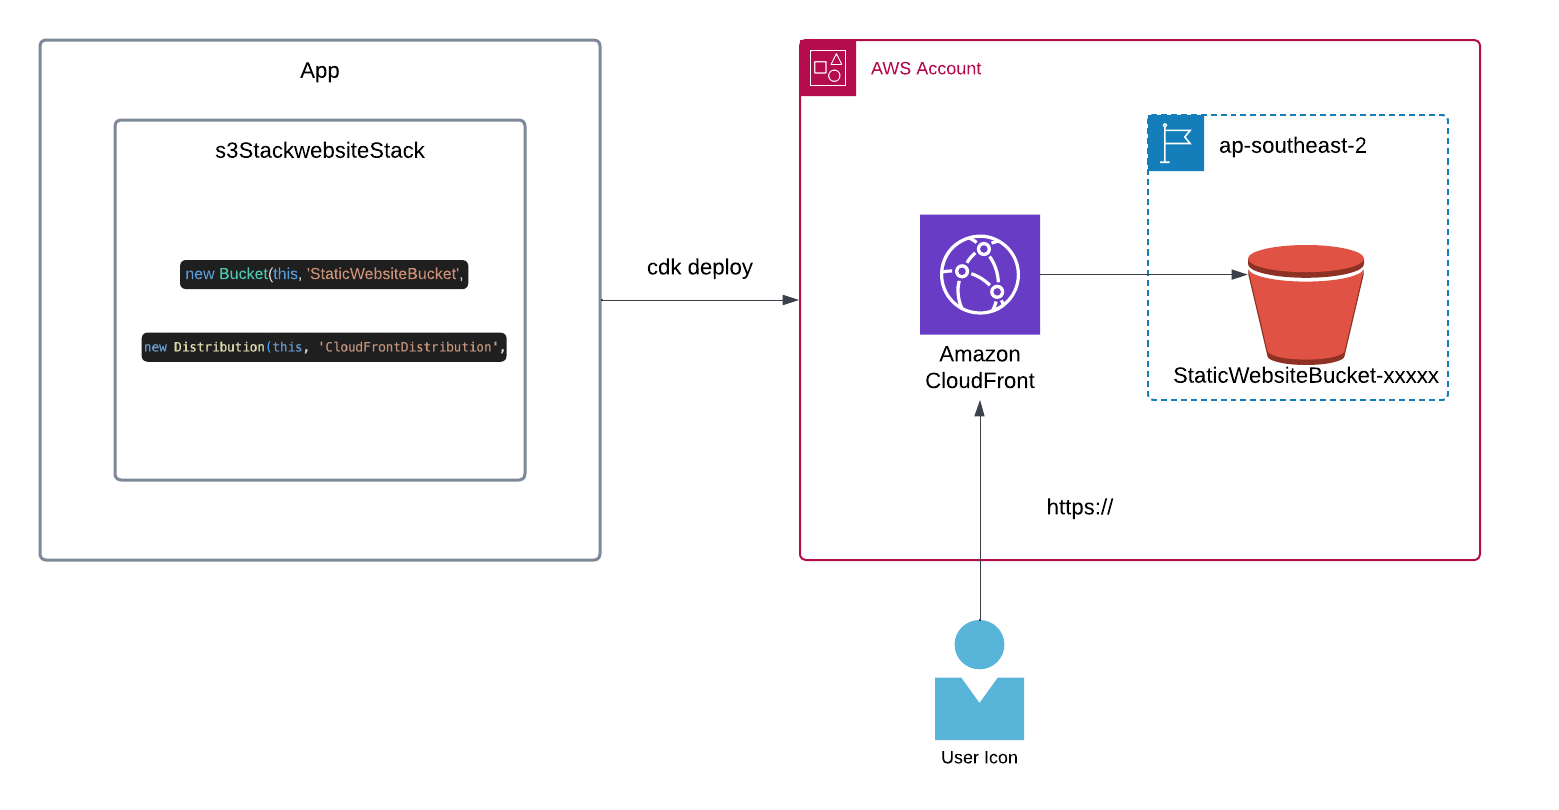 App
s3StackwebsiteStack
new Bucket(this, 'StaticWebsiteBucket',
new Distribution(this, 'CloudFrontDistribution',
cdk deploy
AWS Account
ap-southeast-2
Amazon
CloudFront
StaticWebsiteBucket-xxxxx
https://
User Icon